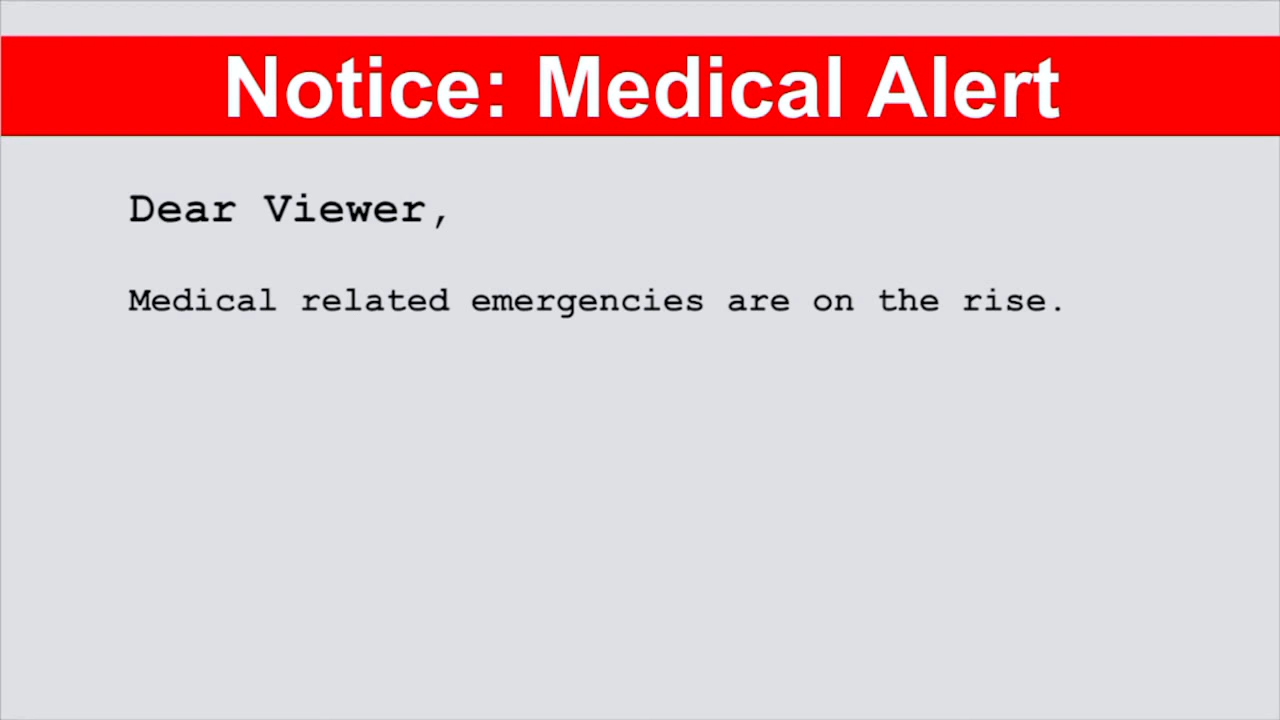 Notice: Medical Alert
Dear Viewer,
Medical related emergencies are on the rise.